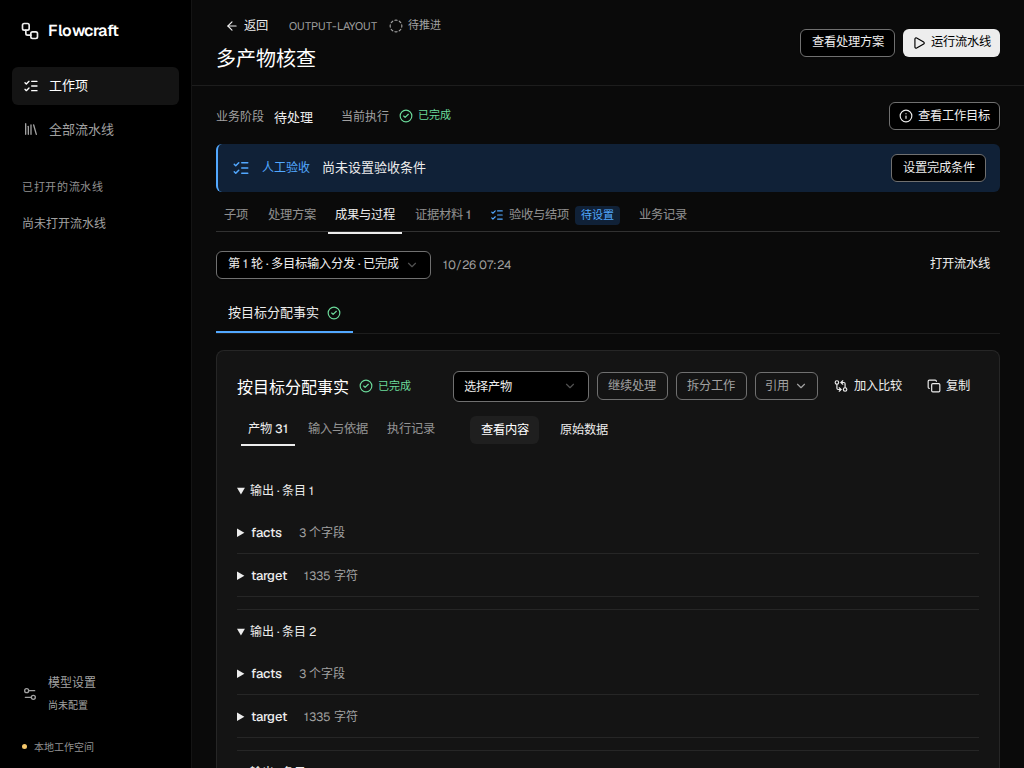 Flowcraft
工作项
全部流水线
已打开的流水线
尚未打开流水线
模型设置
尚未配置
本地工作空间
返回 OUTPUT-LAYOUT 待推进
多产物核查
查看处理方案 运行流水线
业务阶段 待处理 当前执行 已完成 查看工作目标
人工验收 尚未设置验收条件 设置完成条件
子项 处理方案 成果与过程 证据材料 1 验收与结项 待设置 业务记录
第 1 轮 · 多目标输入分发 · 已完成 10/26 07:24 打开流水线
按目标分配事实
按目标分配事实 已完成 选择产物 继续处理 拆分工作 引用 加入比较 复制
产物 31 输入与依据 执行记录 查看内容 原始数据
输出 · 条目 1
facts 3 个字段
target 1335 字符
输出 · 条目 2
facts 3 个字段
target 1335 字符